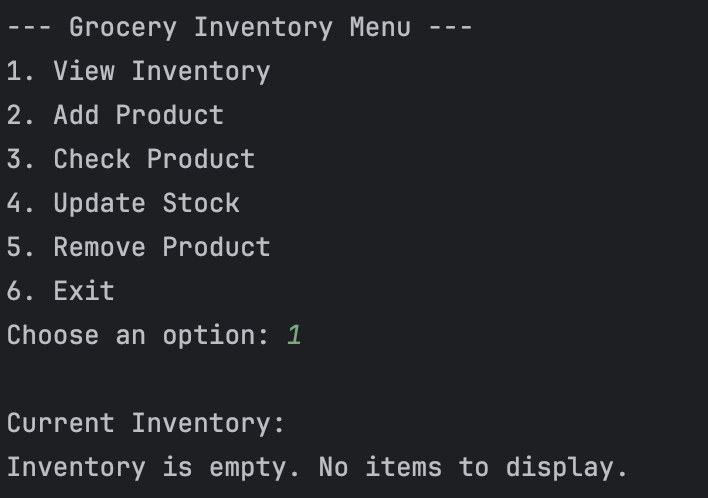 --- Grocery Inventory Menu ---
1. View Inventory
2. Add Product
3. Check Product
4. Update Stock
5. Remove Product
6. Exit
Choose an option: 1
Current Inventory:
Inventory is empty. No items to display.